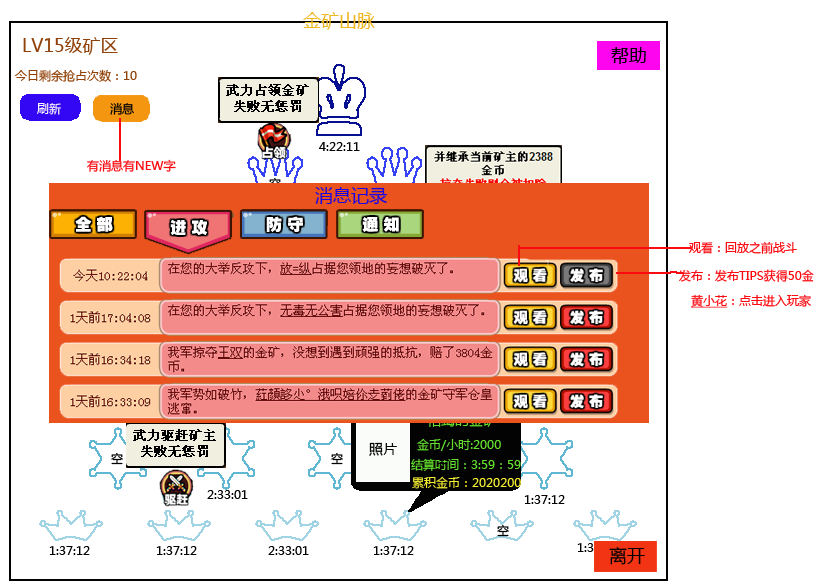 金矿山脉
LV15级矿区
帮助
今日剩余抢占次数：10
刷新
消息
武力占领金矿
失败无惩罚
占领
4:22:11
有消息有NEW字
并继承当前矿主的2388
金币
空
消息记录
全部
进攻
防守
通知
今天10:22:04
在您的大举反攻下，放=纵占据您领地的妄想破灭了。
观看
发布
1天前17:04:08
在您的大举反攻下，无毒无公害占据您领地的妄想破灭了。
观看
发布
1天前16:34:18
我军掠夺王双的金矿，没想到遇到顽强的抵抗，赔了3804金
币。
观看
发布
1天前16:33:09
我军势如破竹，
的金矿守军仓皇
逃窜。
观看
发布
观看：回放之前战斗
发布：发布TIPS获得50金
黄小花：点击进入玩家
空
武力驱赶矿主
失败无惩罚
驱赶
2:33:01
空
照片
金币/小时:2000
结算时间：3:59：59
累积金币：2020200
1:37:12
1:37:12
1:37:12
2:33:01
1:37:12
空
1:3
离开